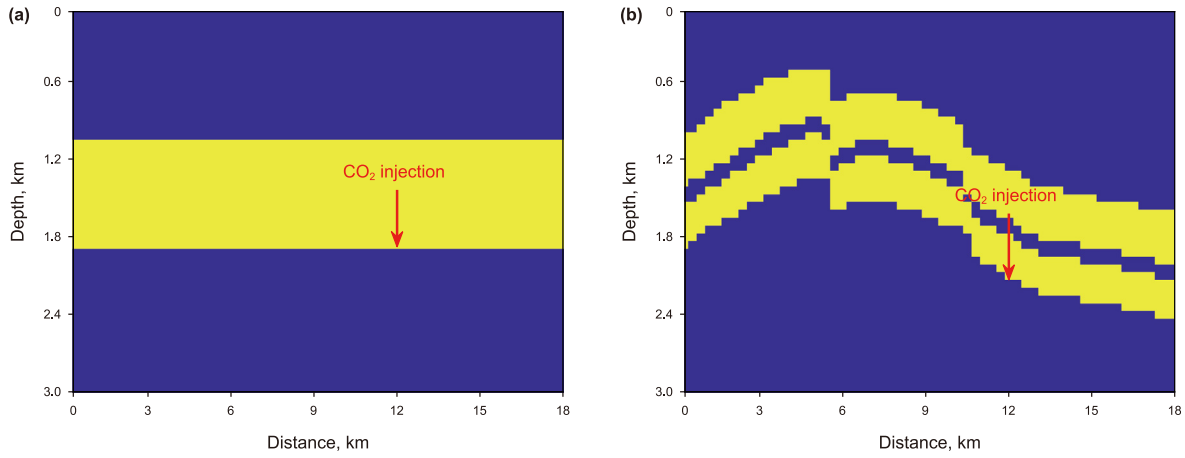 (a)
0
0.6
1.2
1.8
2.4
3.0
Depth, km
CO₂ injection
0 3 6 9 12 15 18
Distance, km
(b)
0
0.6
1.2
1.8
2.4
3.0
Depth, km
CO₂ injection
0 3 6 9 12 15 18
Distance, km